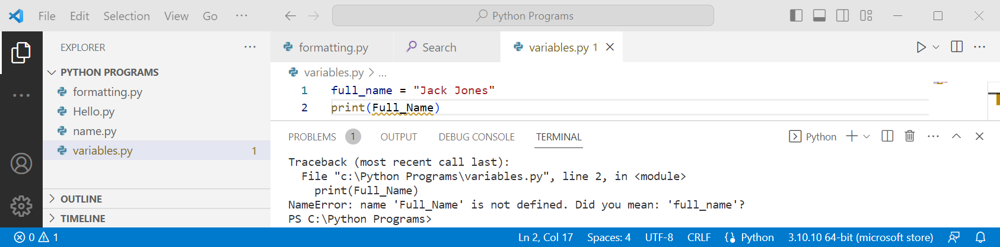 File Edit Selection View Go ··· Python Programs
EXPLORER ···
PYTHON PROGRAMS
formatting.py
Hello.py
name.py
variables.py 1
OUTLINE
TIMELINE
formatting.py Search variables.py 1
variables.py > ...
1 full_name = "Jack Jones"
2 print(Full_Name)
PROBLEMS 1 OUTPUT DEBUG CONSOLE TERMINAL Python
Traceback (most recent call last):
  File "c:\Python Programs\variables.py", line 2, in <module>
    print(Full_Name)
NameError: name 'Full_Name' is not defined. Did you mean: 'full_name'?
PS C:\Python Programs>
0 1 Ln 2, Col 17 Spaces: 4 UTF-8 CRLF Python 3.10.10 64-bit (microsoft store)